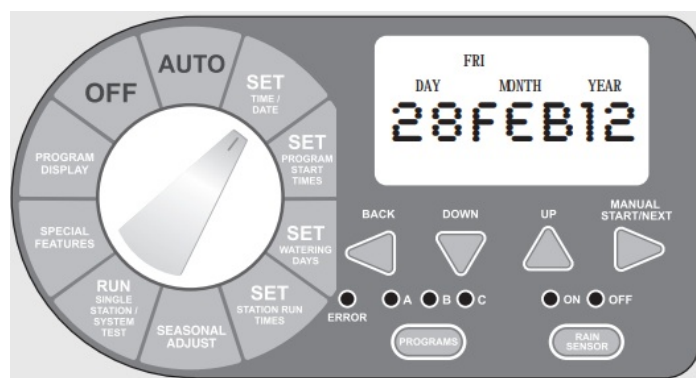 AUTO
OFF
SET
TIME /
DATE
SET
PROGRAM
START
TIMES
SET
WATERING
DAYS
SET
STATION RUN
TIMES
SEASONAL
ADJUST
RUN
SINGLE
STATION /
SYSTEM
TEST
SPECIAL
FEATURES
PROGRAM
DISPLAY
FRI
DAY MONTH YEAR
28FEB12
BACK DOWN UP MANUAL
START/NEXT
ERROR
A B C
ON OFF
PROGRAMS
RAIN
SENSOR